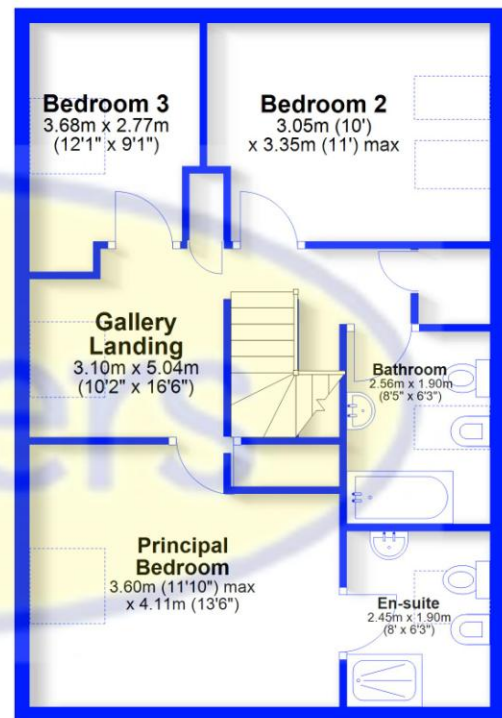 Bedroom 3
3.68m x 2.77m
(12'1" x 9'1")
Bedroom 2
3.05m (10')
x 3.35m (11') max
Gallery
Landing
3.10m x 5.04m
(10'2" x 16'6")
Bathroom
2.56m x 1.90m
(8'5" x 6'3")
Principal
Bedroom
3.60m (11'10") max
x 4.11m (13'6")
En-suite
2.45m x 1.90m
(8' x 6'3")
ers